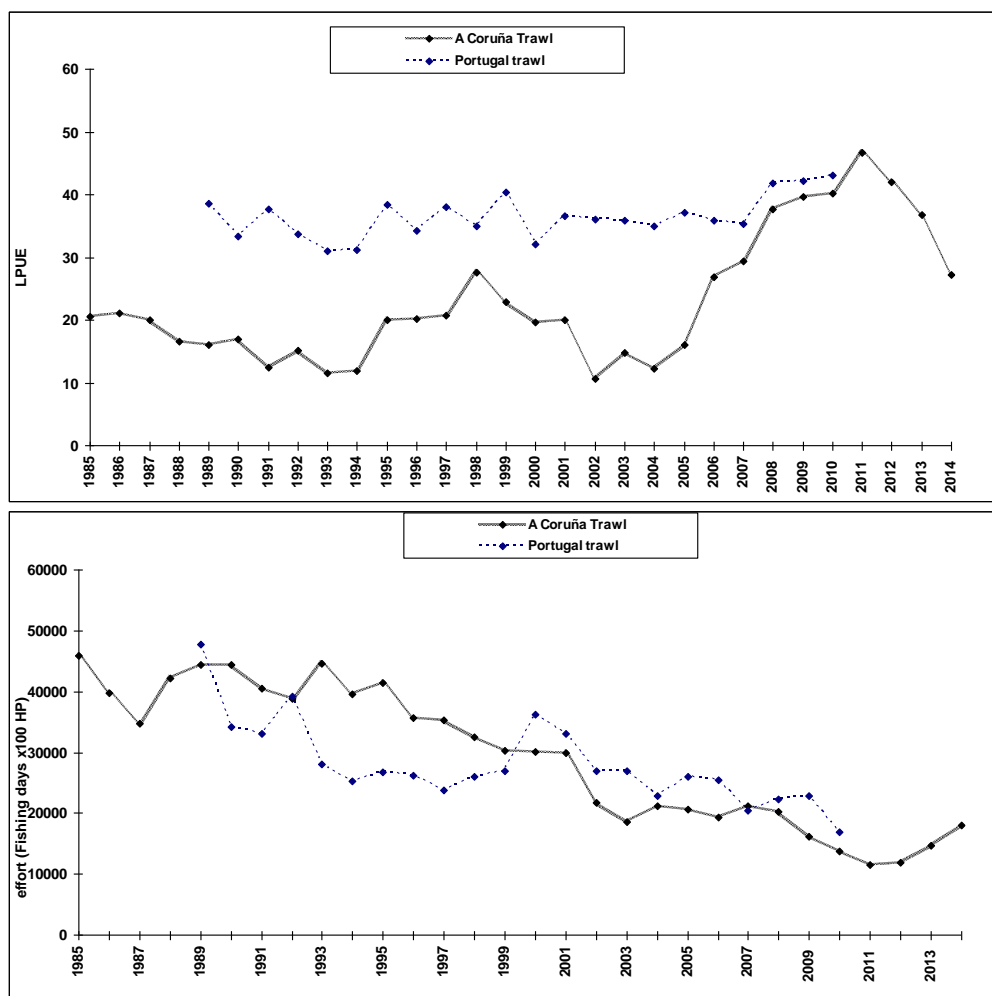 A Coruña Trawl
Portugal trawl
60
50
40
30
20
10
0
LPUE
1985 1986 1987 1988 1989 1990 1991 1992 1993 1994 1995 1996 1997 1998 1999 2000 2001 2002 2003 2004 2005 2006 2007 2008 2009 2010 2011 2012 2013 2014
A Coruña Trawl
Portugal trawl
60000
50000
40000
30000
20000
10000
0
effort (Fishing days x100 HP)
1985 1987 1989 1991 1993 1995 1997 1999 2001 2003 2005 2007 2009 2011 2013